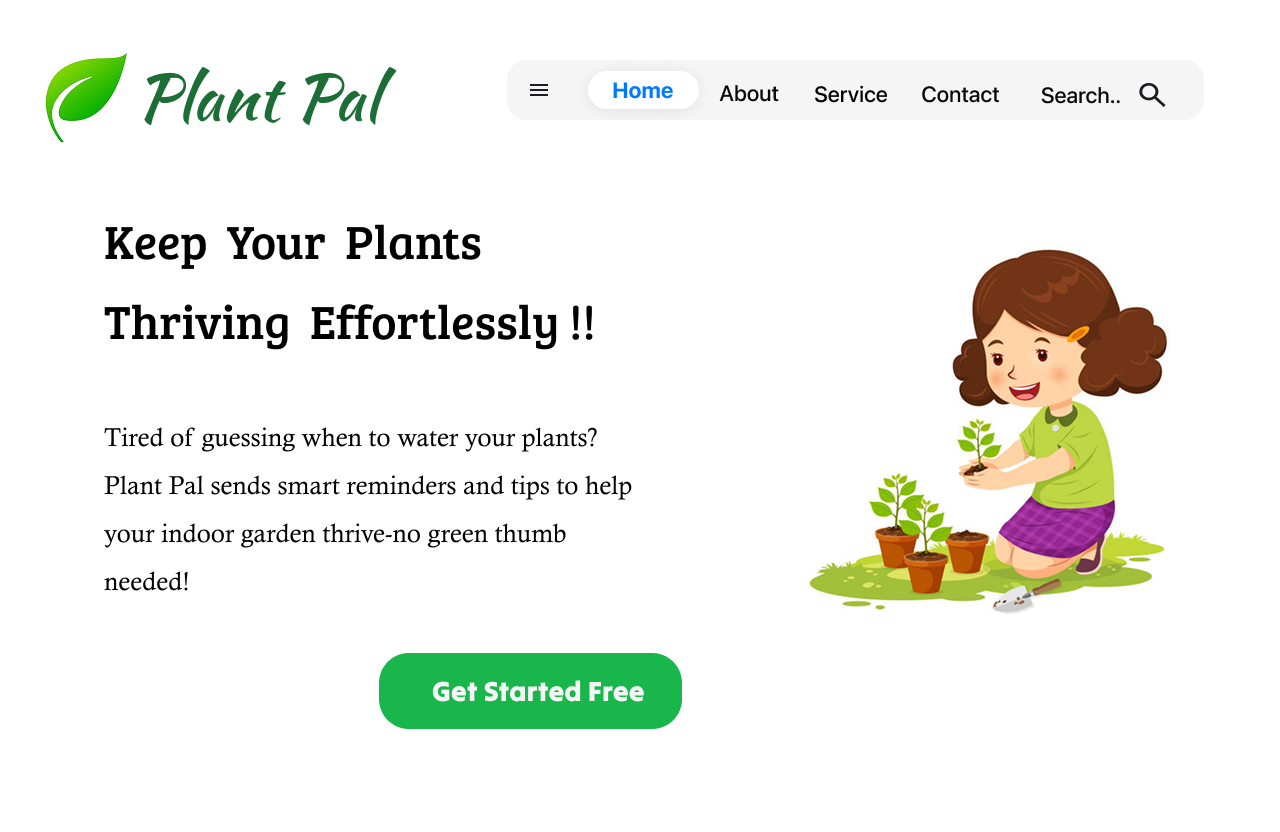 Plant Pal
Home About Service Contact Search..
Keep Your Plants
Thriving Effortlessly !!
Tired of guessing when to water your plants?
Plant Pal sends smart reminders and tips to help
your indoor garden thrive-no green thumb
needed!
Get Started Free